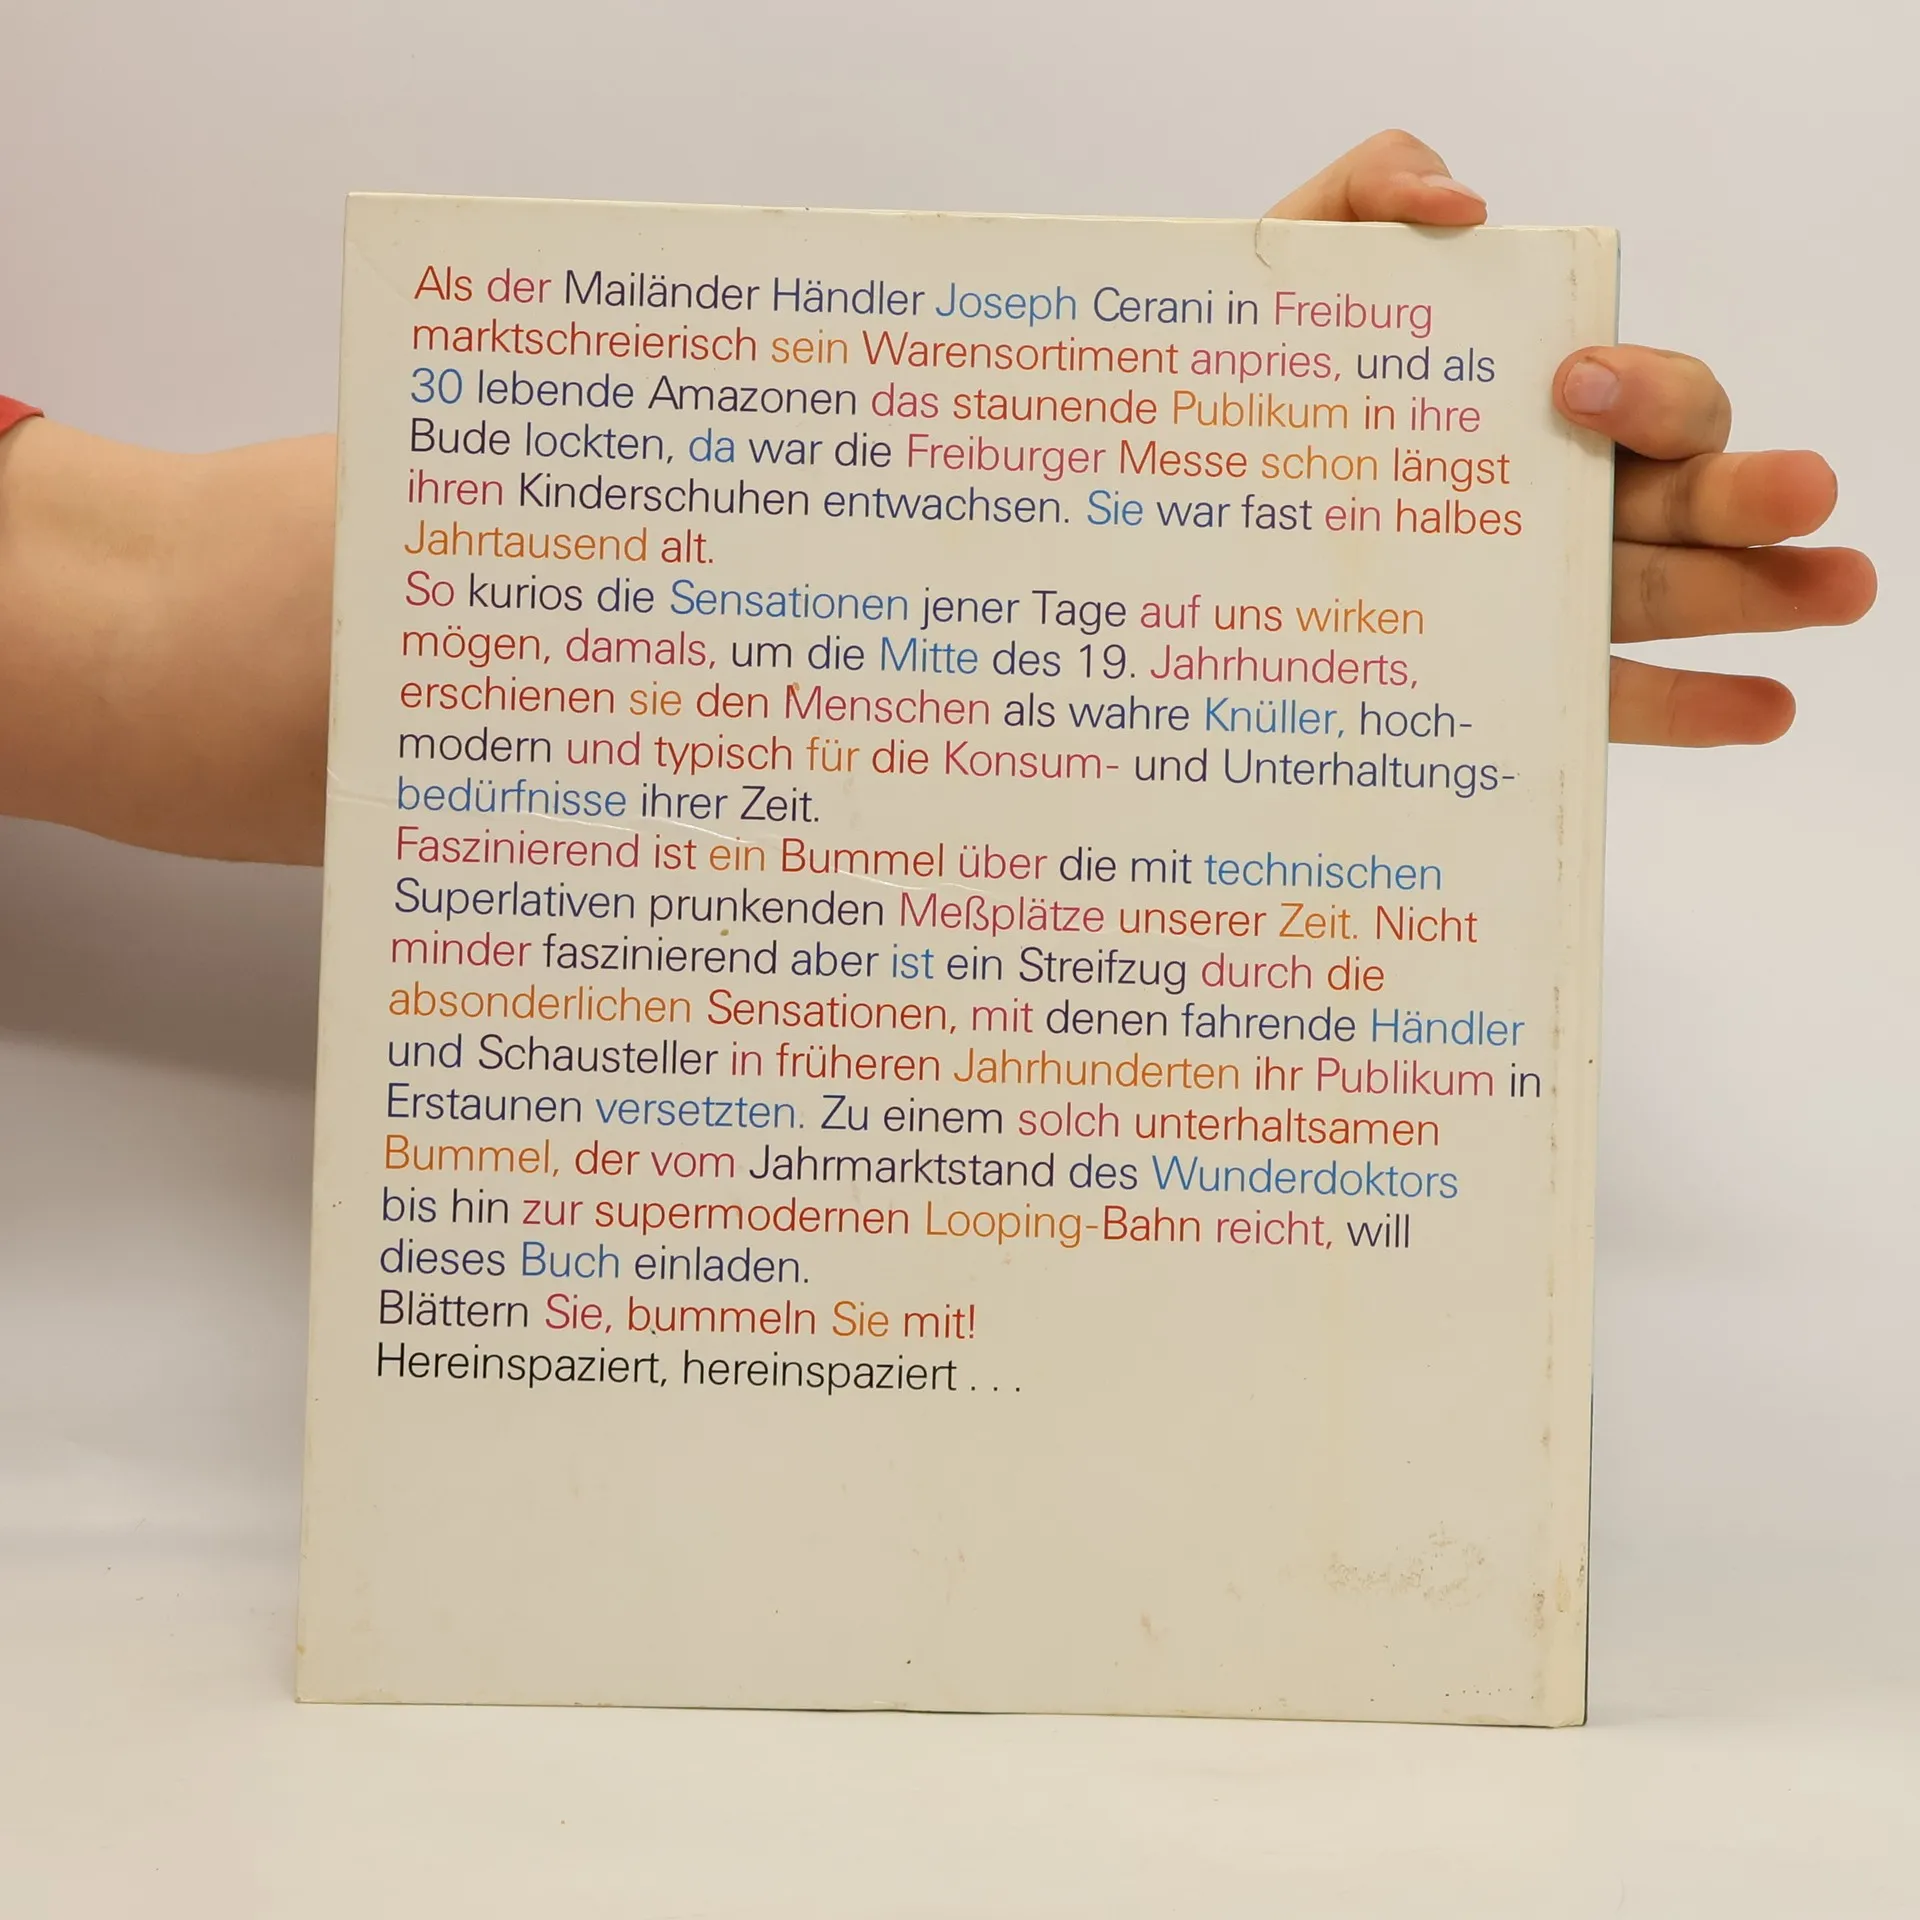 Als der Mailänder Händler Joseph Cerani in Freiburg
marktschreierisch sein Warensortiment anpries, und als
30 lebende Amazonen das staunende Publikum in ihre
Bude lockten, da war die Freiburger Messe schon längst
ihren Kinderschuhen entwachsen. Sie war fast ein halbes
Jahrtausend alt.
So kurios die Sensationen jener Tage auf uns wirken
mögen, damals, um die Mitte des 19. Jahrhunderts,
erschienen sie den Menschen als wahre Knüller, hoch-
modern und typisch für die Konsum- und Unterhaltungs-
bedürfnisse ihrer Zeit.
Faszinierend ist ein Bummel über die mit technischen
Superlativen prunkenden Meßplätze unserer Zeit. Nicht
minder faszinierend aber ist ein Streifzug durch die
absonderlichen Sensationen, mit denen fahrende Händler
und Schausteller in früheren Jahrhunderten ihr Publikum in
Erstaunen versetzten. Zu einem solch unterhaltsamen
Bummel, der vom Jahrmarktstand des Wunderdoktors
bis hin zur supermodernen Looping-Bahn reicht, will
dieses Buch einladen.
Blättern Sie, bummeln Sie mit!
Hereinspaziert, hereinspaziert . . .